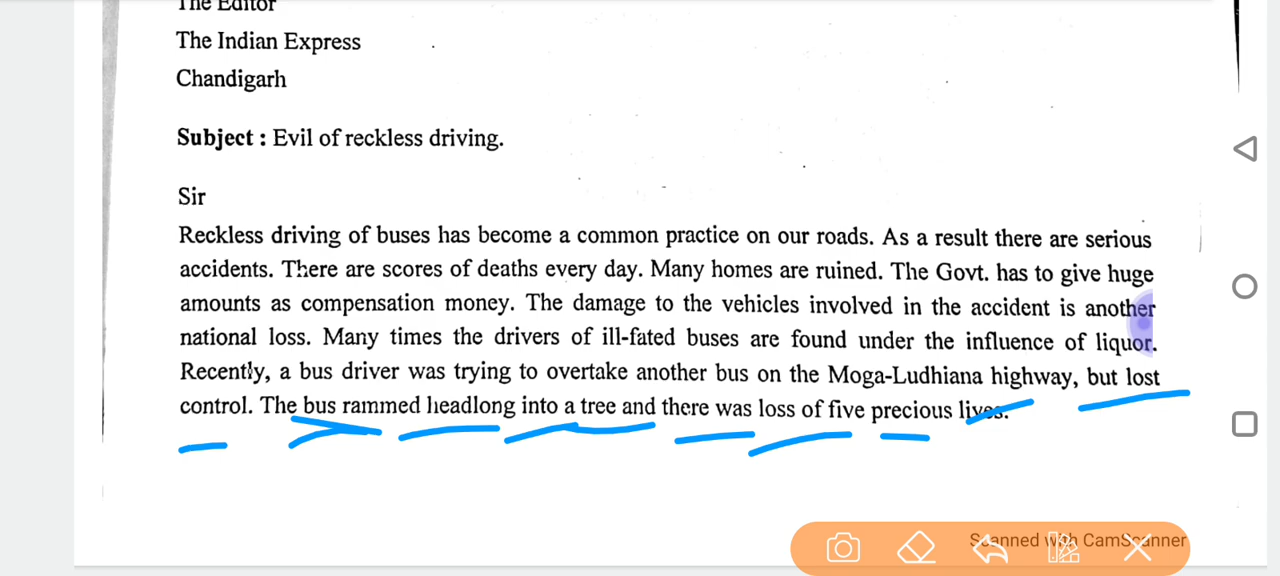 The Editor
The Indian Express
Chandigarh
Subject : Evil of reckless driving.
Sir
Reckless driving of buses has become a common practice on our roads. As a result there are serious
accidents. There are scores of deaths every day. Many homes are ruined. The Govt. has to give huge
amounts as compensation money. The damage to the vehicles involved in the accident is another
national loss. Many times the drivers of ill-fated buses are found under the influence of liquor.
Recently, a bus driver was trying to overtake another bus on the Moga-Ludhiana highway, but lost
control. The bus rammed headlong into a tree and there was loss of five precious lives.
Scanned with CamScanner